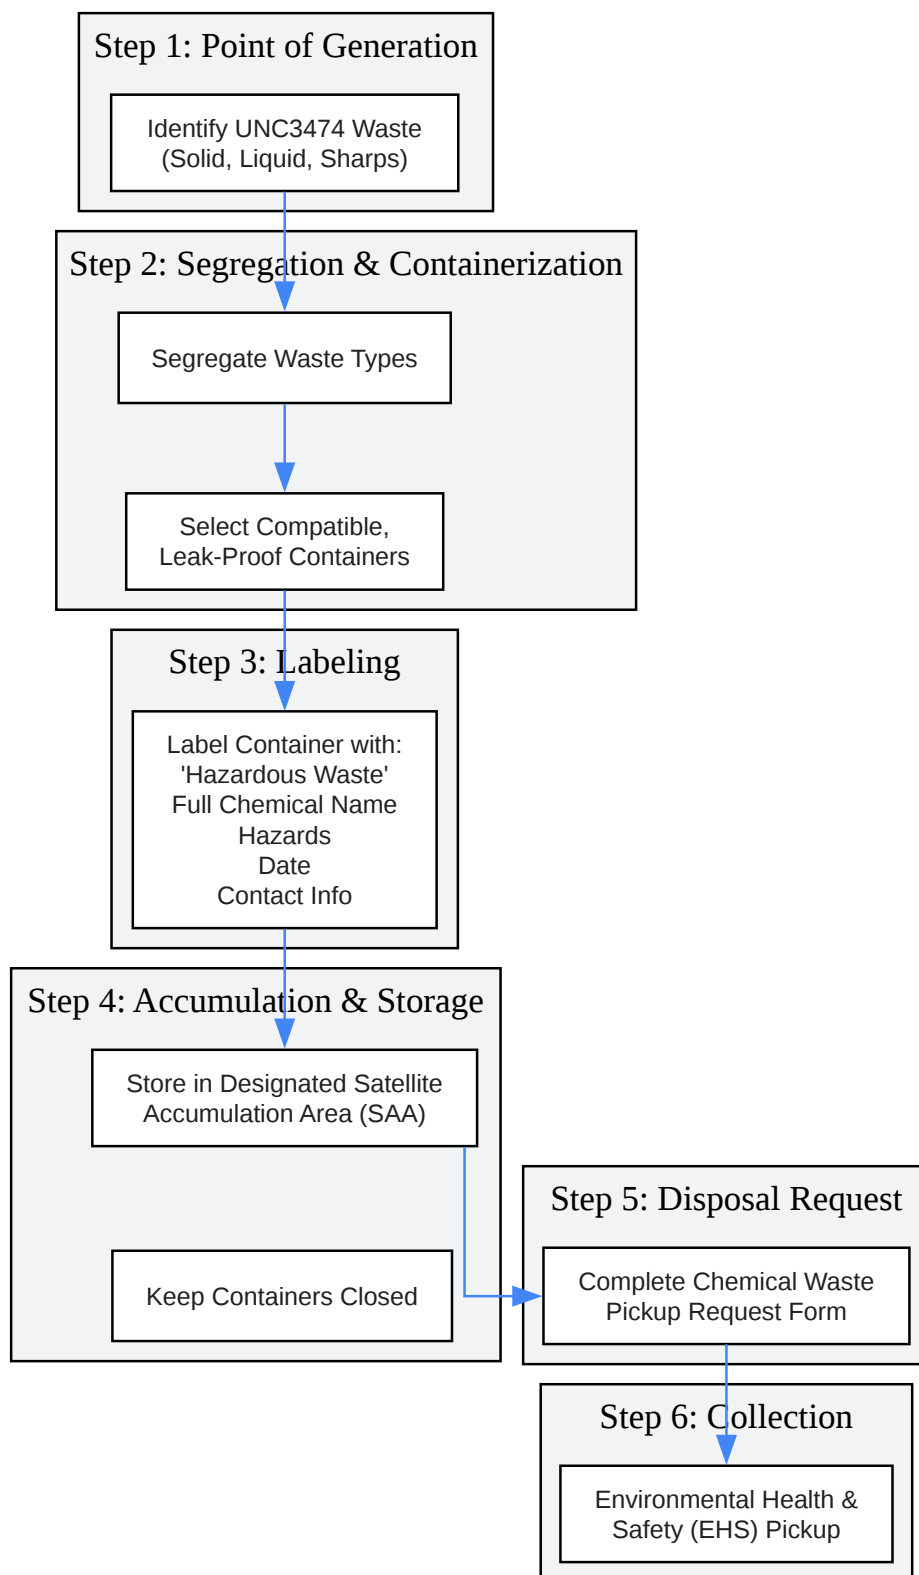 Step 1: Point of Generation
Identify UNC3474 Waste
(Solid, Liquid, Sharps)
Step 2: Segregation & Containerization
Segregate Waste Types
Select Compatible,
Leak-Proof Containers
Step 3: Labeling
Label Container with:
'Hazardous Waste'
Full Chemical Name
Hazards
Date
Contact Info
Step 4: Accumulation & Storage
Store in Designated Satellite
Accumulation Area (SAA)
Keep Containers Closed
Step 5: Disposal Request
Complete Chemical Waste
Pickup Request Form
Step 6: Collection
Environmental Health &
Safety (EHS) Pickup